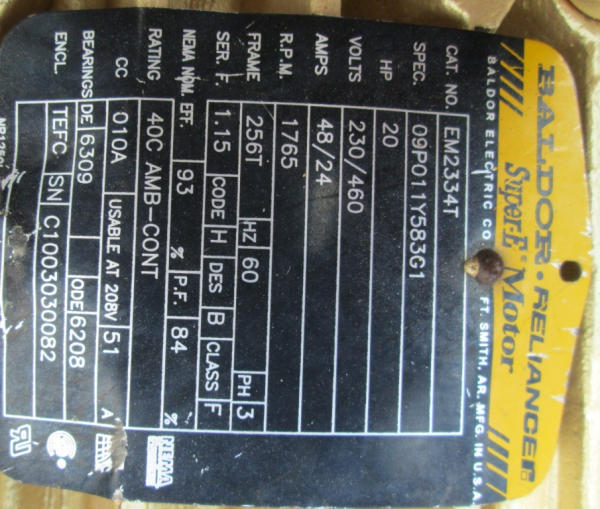 BALDOR · RELIANCER
SuperE Motor
BALDOR ELECTRIC CO. FT. SMITH, AR. MFG. IN U.S.A
CAT. NO. EM2334T
SPEC. 09P011Y583G1
HP 20
VOLTS 230/460
AMPS 48/24
R.P.M. 1765
FRAME 256T HZ 60 PH 3
SER. F. 1.15 CODE H DES B CLASS F
NEMA NOM. EFF. 93 % P.F. 84 %
RATING 40C AMB-CONT
CC 010A USABLE AT 208V 51 A
BEARINGS DE 6309 ODE 6208
ENCL. TEFC SN C1003030082
NEMA